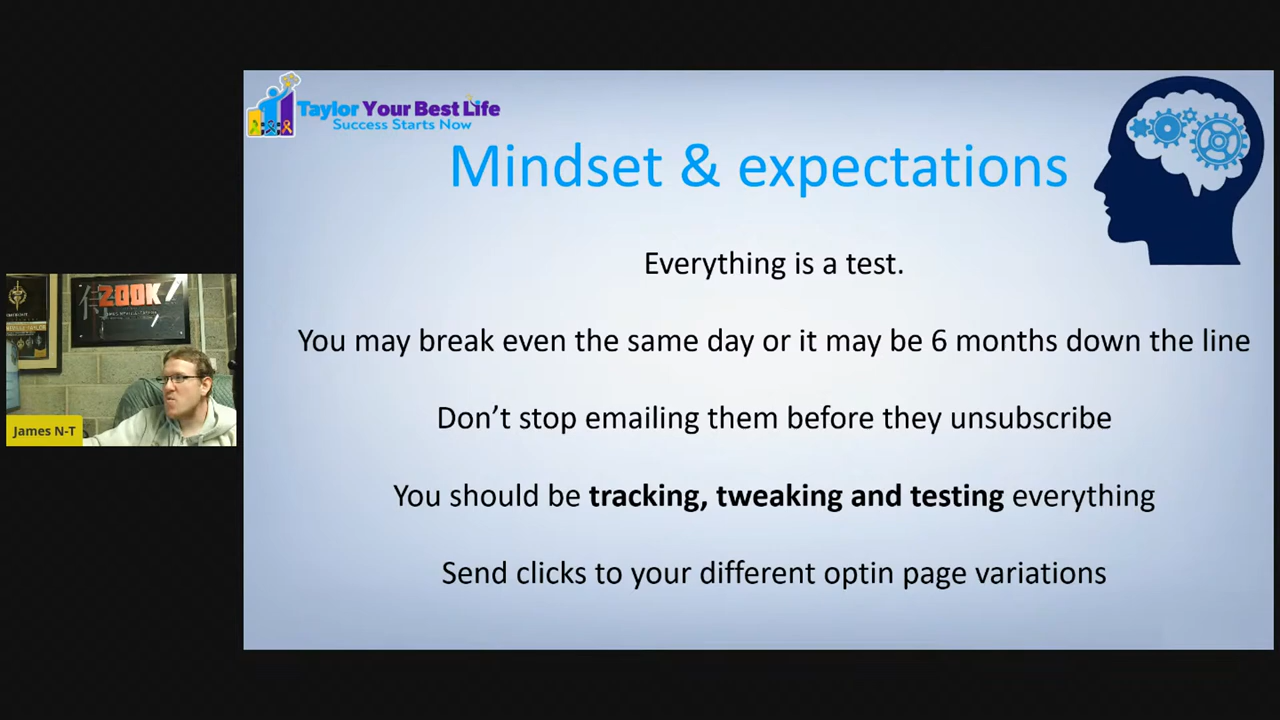 Taylor Your Best Life
Success Starts Now
Mindset & expectations
Everything is a test.
You may break even the same day or it may be 6 months down the line
Don’t stop emailing them before they unsubscribe
You should be tracking, tweaking and testing everything
Send clicks to your different optin page variations
200K
James N-T